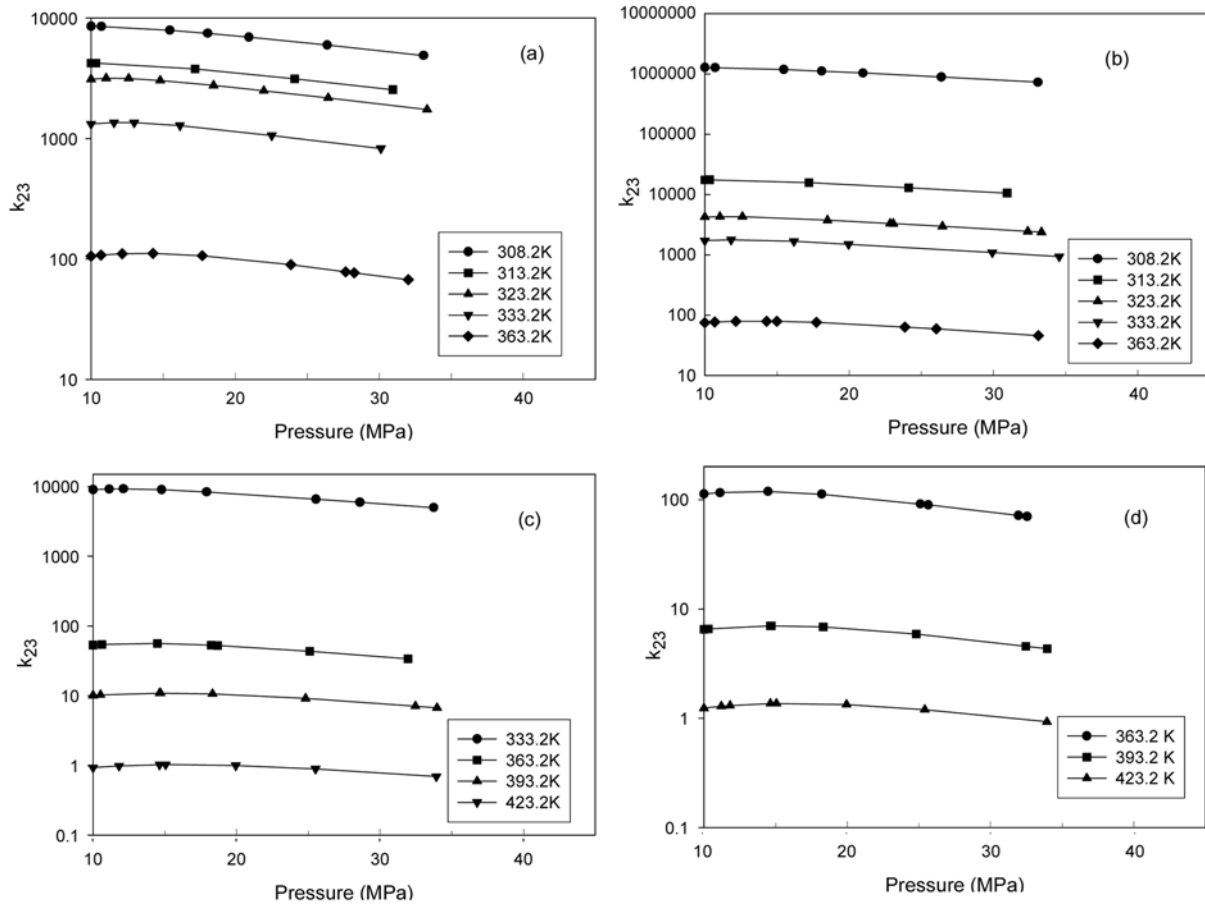 10000
1000
100
10
k23
10
20
30
40
Pressure (MPa)
(a)
308.2K
313.2K
323.2K
333.2K
363.2K
10000000
1000000
100000
10000
1000
100
10
k23
10
20
30
40
Pressure (MPa)
(b)
308.2K
313.2K
323.2K
333.2K
363.2K
10000
1000
100
10
1
0.1
k23
10
20
30
40
Pressure (MPa)
(c)
333.2K
363.2K
393.2K
423.2K
100
10
1
0.1
k23
10
20
30
40
Pressure (MPa)
(d)
363.2 K
393.2 K
423.2 K